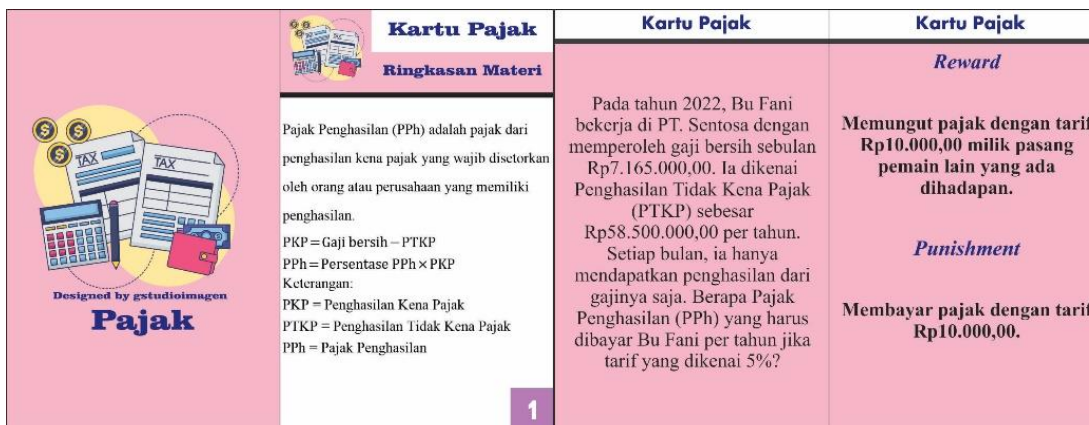 TAX
TAX
Designed by gstudioimagen
Pajak
Kartu Pajak
Ringkasan Materi
Pajak Penghasilan (PPh) adalah pajak dari
penghasilan kena pajak yang wajib disetorkan
oleh orang atau perusahaan yang memiliki
penghasilan.
PKP = Gaji bersih – PTKP
PPh = Persentase PPh × PKP
Keterangan:
PKP = Penghasilan Kena Pajak
PTKP = Penghasilan Tidak Kena Pajak
PPh = Pajak Penghasilan
1
Kartu Pajak
Pada tahun 2022, Bu Fani
bekerja di PT. Sentosa dengan
memperoleh gaji bersih sebulan
Rp7.165.000,00. Ia dikenai
Penghasilan Tidak Kena Pajak
(PTKP) sebesar
Rp58.500.000,00 per tahun.
Setiap bulan, ia hanya
mendapatkan penghasilan dari
gajinya saja. Berapa Pajak
Penghasilan (PPh) yang harus
dibayar Bu Fani per tahun jika
tarif yang dikenai 5%?
Kartu Pajak
Reward
Memungut pajak dengan tarif
Rp10.000,00 milik pasang
pemain lain yang ada
dihadapan.
Punishment
Membayar pajak dengan tarif
Rp10.000,00.